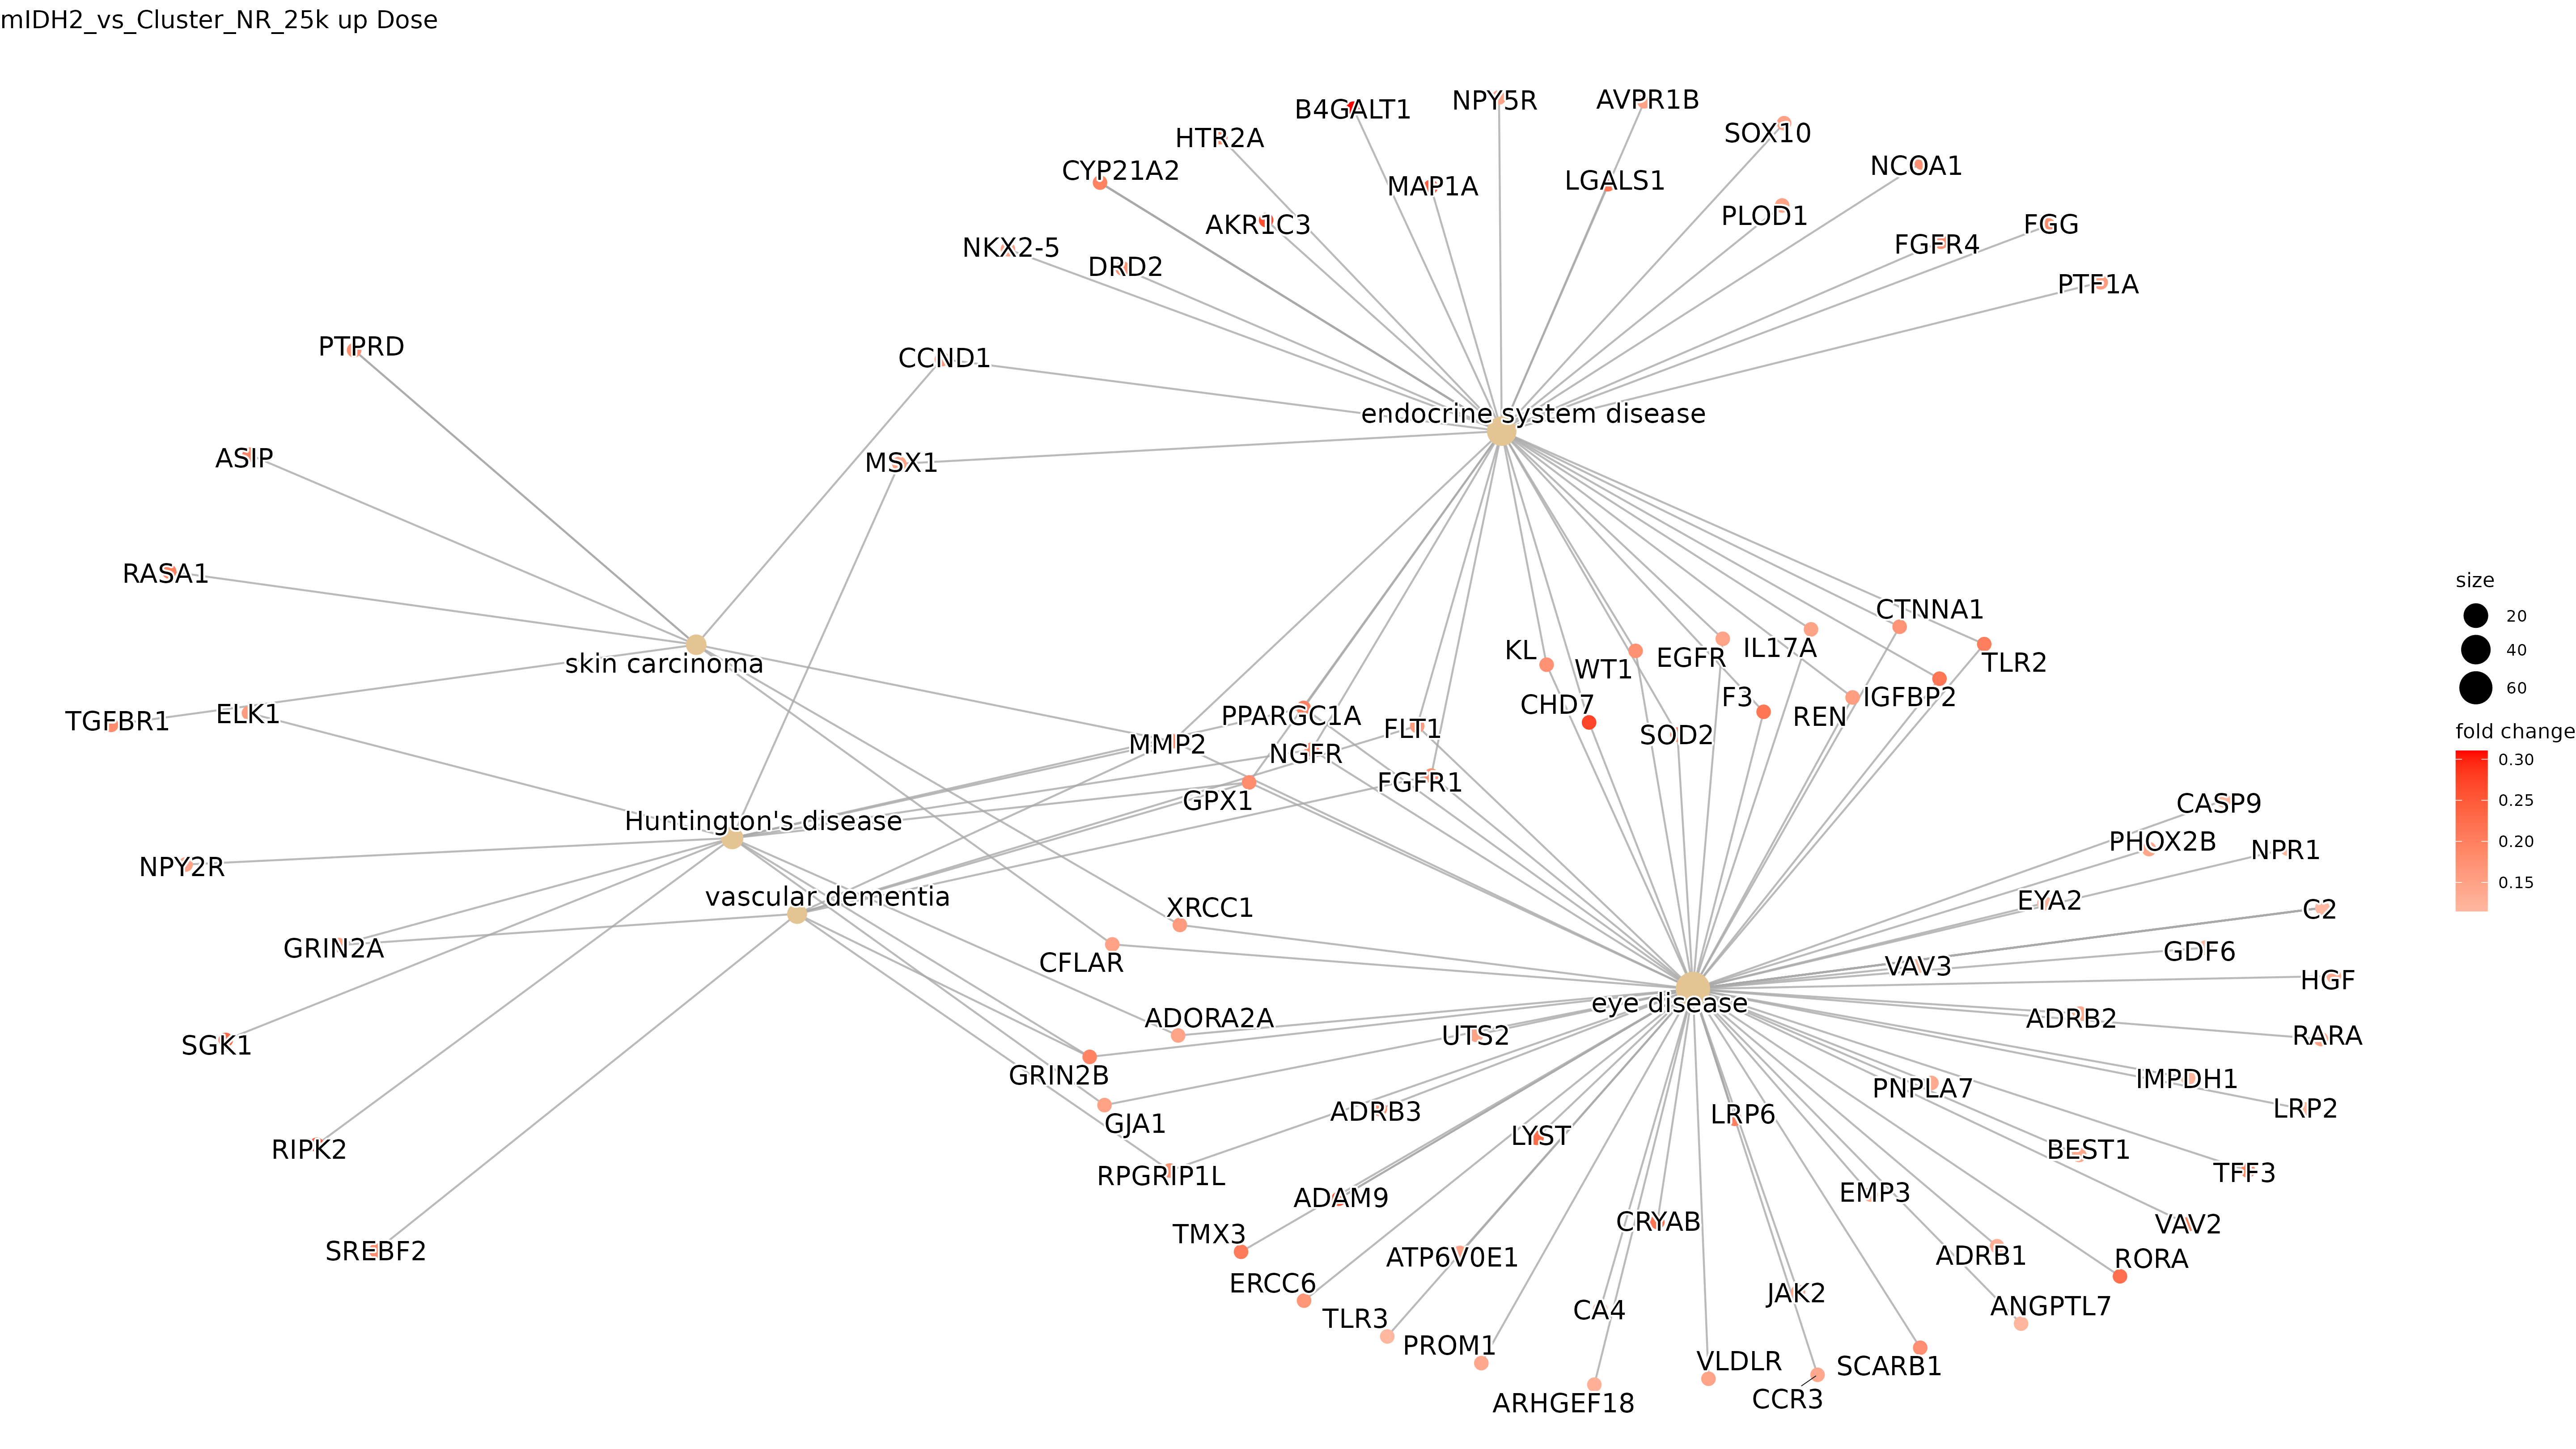 mIDH2_vs_Cluster_NR_25k up Dose
B4GALT1
NPY5R
AVPR1B
SOX10
HTR2A
NCOA1
CYP21A2
MAP1A
LGALS1
PLOD1
AKR1C3
FGG
NKX2-5
DRD2
FGFR4
PTF1A
PTPRD
CCND1
endocrine system disease
ASIP
MSX1
RASA1
CTNNA1
skin carcinoma
KL
WT1
EGFR
IL17A
TLR2
TGFBR1
ELK1
PPARGC1A
CHD7
F3
REN
IGFBP2
MMP2
NGFR
FLT1
SOD2
GPX1
FGFR1
Huntington's disease
CASP9
PHOX2B
NPR1
NPY2R
vascular dementia
XRCC1
EYA2
C2
GRIN2A
CFLAR
VAV3
GDF6
HGF
eye disease
SGK1
ADORA2A
UTS2
ADRB2
RARA
GRIN2B
PNPLA7
IMPDH1
LRP2
GJA1
ADRB3
LRP6
RIPK2
LYST
BEST1
RPGRIP1L
TFF3
ADAM9
EMP3
SREBF2
TMX3
CRYAB
VAV2
ATP6V0E1
ADRB1
RORA
ERCC6
TLR3
CA4
JAK2
ANGPTL7
PROM1
VLDLR
SCARB1
ARHGEF18
CCR3
size
20
40
60
fold change
0.30
0.25
0.20
0.15